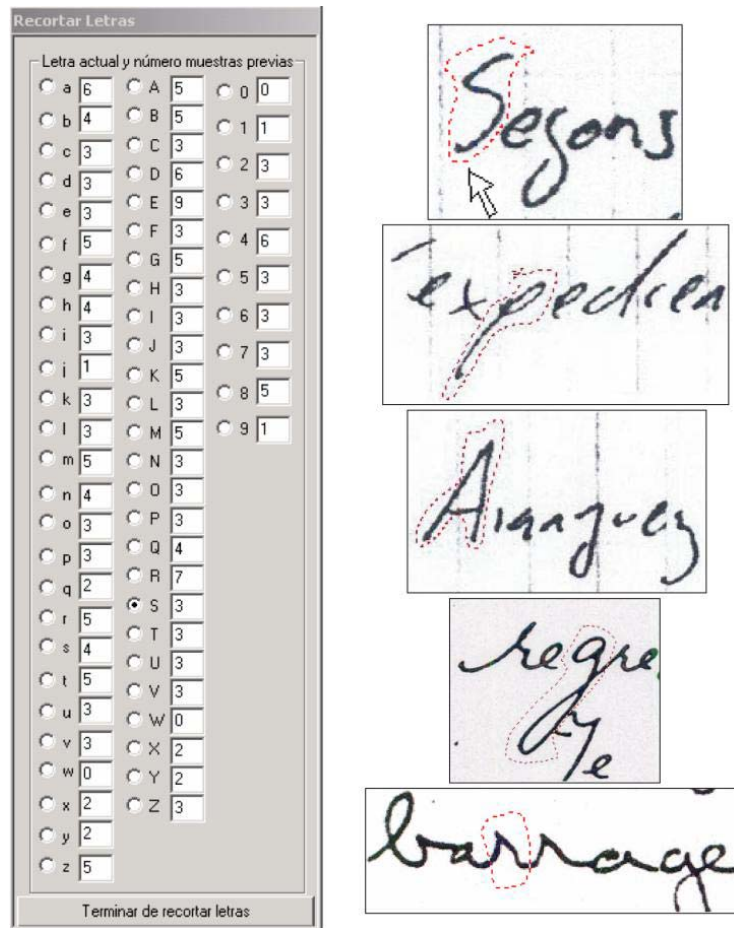 Recortar Letras
Letra actual y número muestras previas
a 6
b 4
c 3
d 3
e 3
f 5
g 4
h 4
i 3
j 1
k 3
l 3
m 5
n 4
o 3
p 3
q 2
r 5
s 4
t 5
u 3
v 3
w 0
x 2
y 2
z 5
A 5
B 5
C 3
D 6
E 9
F 3
G 5
H 3
I 3
J 3
K 5
L 3
M 5
N 3
O 3
P 3
Q 4
R 7
S 3
T 3
U 3
V 3
W 0
X 2
Y 2
Z 3
0 0
1 1
2 3
3 3
4 6
5 3
6 3
7 3
8 5
9 1
Terminar de recortar letras
Segons
'expedien
Aranguez
regre
ye
barrage